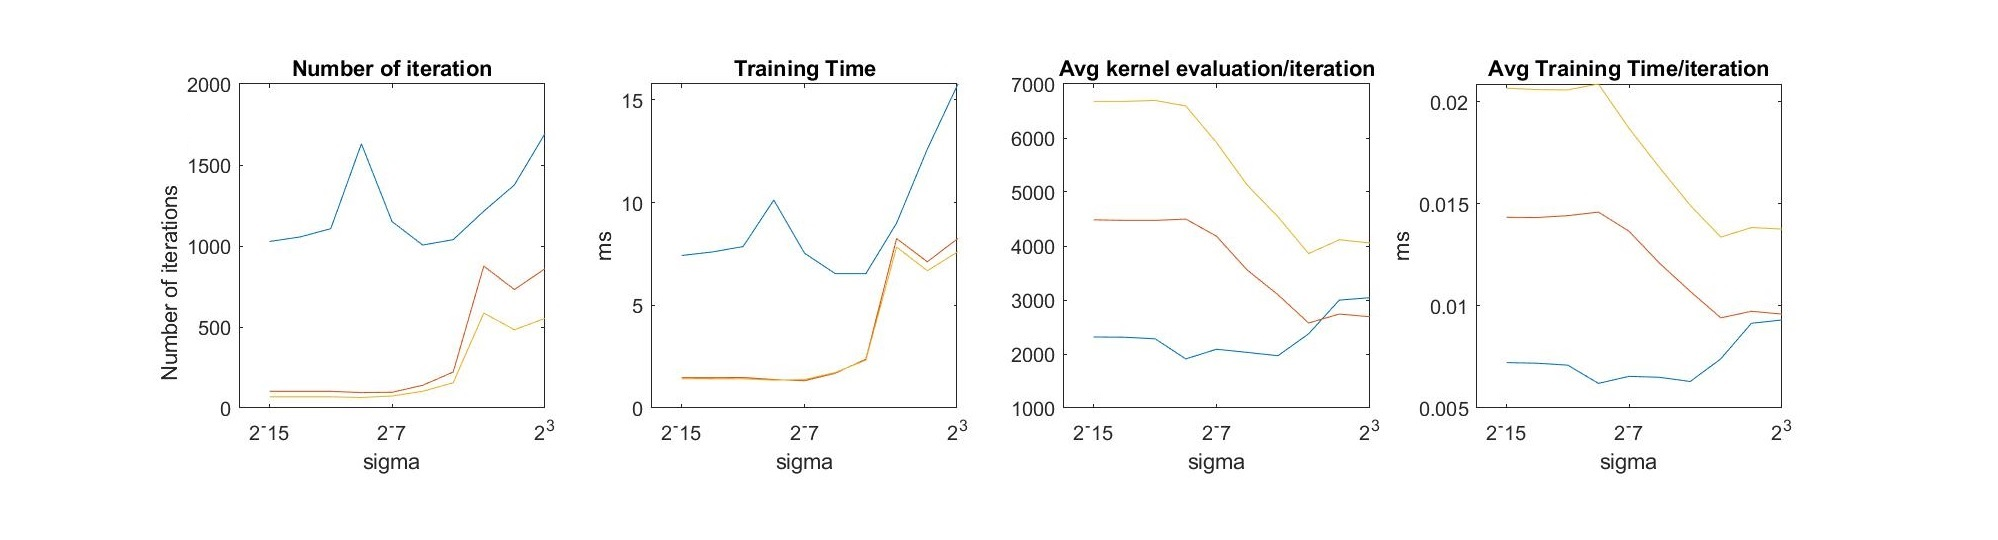 Number of iteration
Number of iterations
2000
1500
1000
500
0
2-15
2-7
2^3
sigma
Training Time
ms
15
10
5
0
2-15
2-7
2^3
sigma
Avg kernel evaluation/iteration
7000
6000
5000
4000
3000
2000
1000
2-15
2-7
2^3
sigma
Avg Training Time/iteration
ms
0.02
0.015
0.01
0.005
2-15
2-7
2^3
sigma